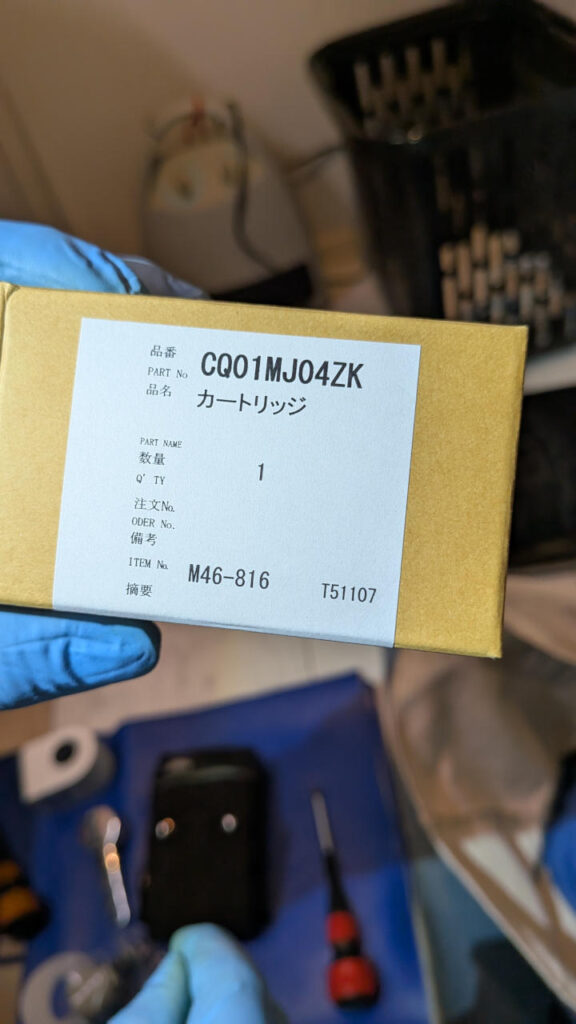 品番
PART No CQ01MJ04ZK
品名 カートリッジ
PART NAME
数量
Q'TY 1
注文No.
ODER No.
備考
ITEM No. M46-816 T51107
摘要